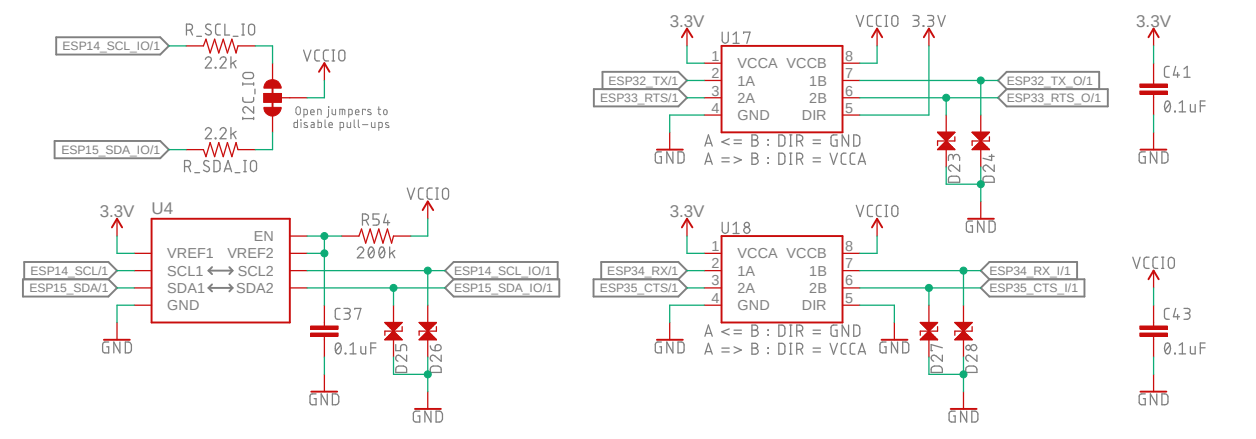 R_SCL_IO
ESP14_SCL_IO/1
2.2k
VCCIO
I2C_IO
Open jumpers to
disable pull-ups
2.2k
ESP15_SDA_IO/1
R_SDA_IO
3.3V
U17
VCCIO
3.3V
1 VCCA VCCB 8
ESP32_TX/1 2 1A 1B 7 ESP32_TX_O/1
ESP33_RTS/1 3 2A 2B 6 ESP33_RTS_O/1
4 GND DIR 5
GND
A <= B : DIR = GND
A => B : DIR = VCCA
D23
D24
GND
3.3V
C41
0.1uF
GND
VCCIO
3.3V
U4
R54
200k
EN
VREF1 VREF2
ESP14_SCL/1 SCL1 SCL2 ESP14_SCL_IO/1
ESP15_SDA/1 SDA1 SDA2 ESP15_SDA_IO/1
GND
GND
C37
0.1uF
D25
D26
GND
GND
3.3V
U18
VCCIO
1 VCCA VCCB 8
ESP34_RX/1 2 1A 1B 7 ESP34_RX_I/1
ESP35_CTS/1 3 2A 2B 6 ESP35_CTS_I/1
4 GND DIR 5
GND
A <= B : DIR = GND
A => B : DIR = VCCA
GND
D27
D28
GND
VCCIO
C43
0.1uF
GND